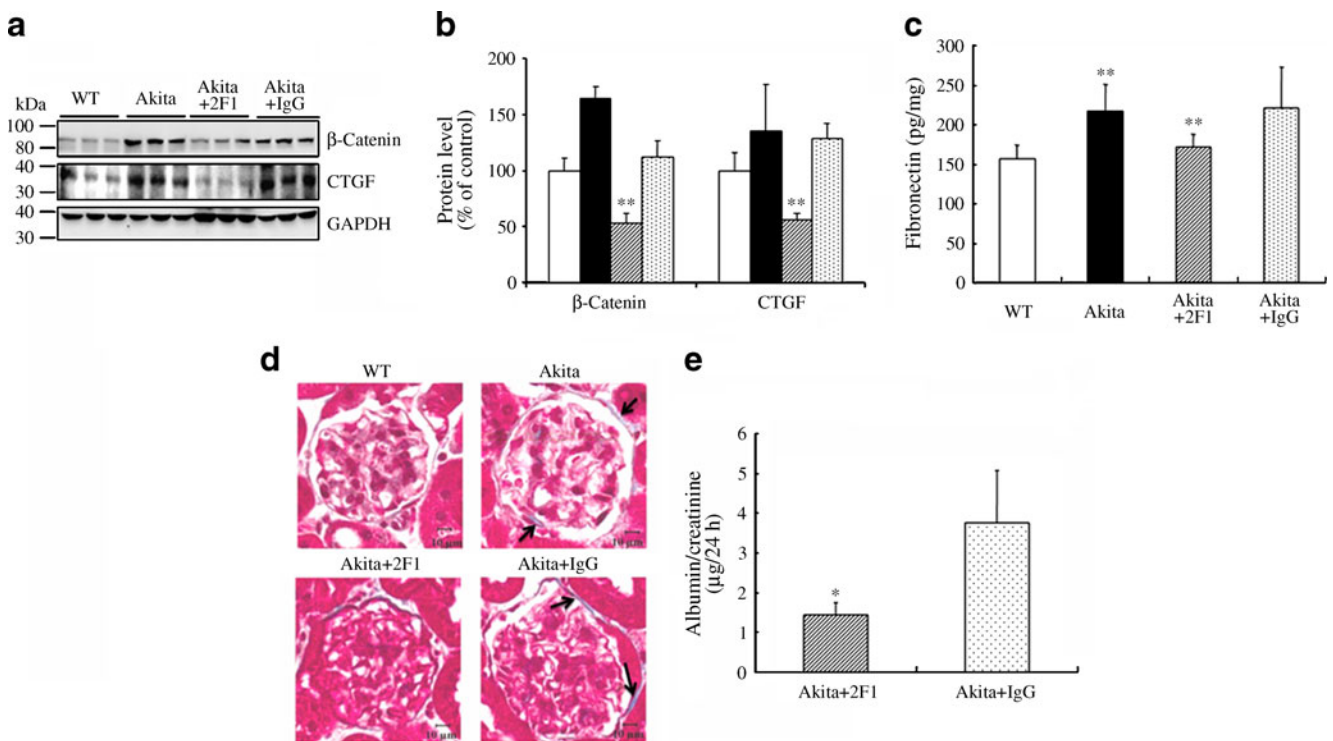 a
kDa
WT
Akita
Akita
+2F1
Akita
+IgG
100
80
40
30
40
30
β-Catenin
CTGF
GAPDH
b
Protein level
(% of control)
200
150
100
50
0
**
**
β-Catenin
CTGF
c
Fibronectin (pg/mg)
300
250
200
150
100
50
0
**
**
WT
Akita
Akita
+2F1
Akita
+IgG
d
WT
Akita
10 µm
10 µm
Akita+2F1
Akita+IgG
10 µm
10 µm
e
Albumin/creatinine
(µg/24 h)
6
5
4
3
2
1
0
*
Akita+2F1
Akita+IgG